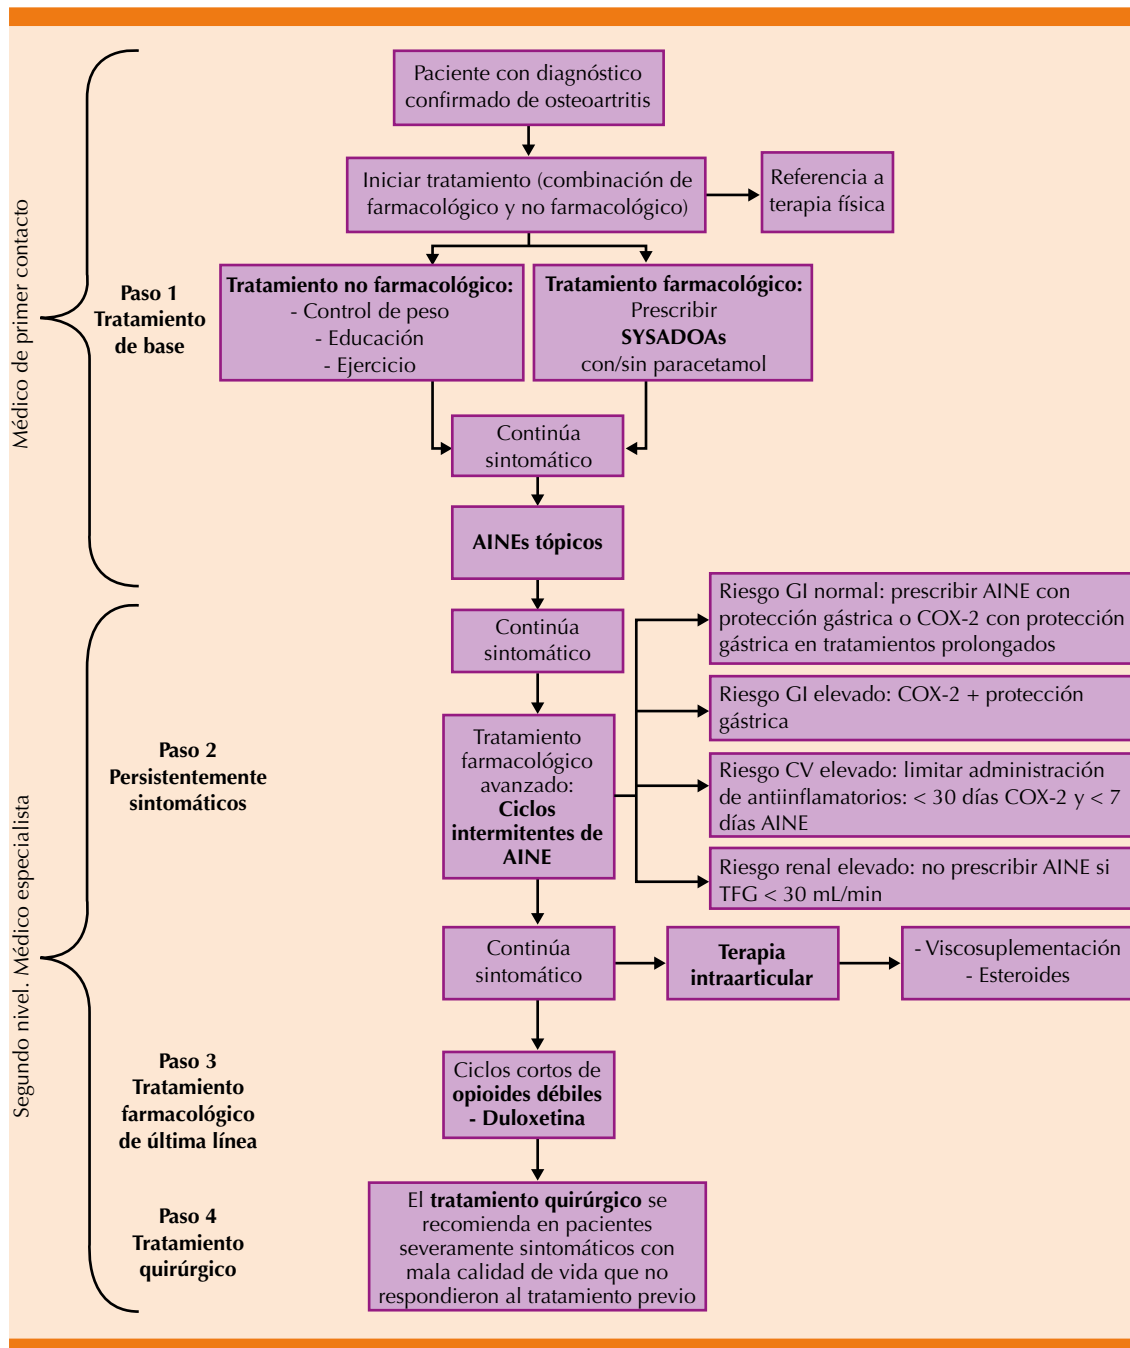 Médico de primer contacto
Paso 1
Tratamiento
de base
Paciente con diagnóstico
confirmado de osteoartritis
Iniciar tratamiento (combinación de
farmacológico y no farmacológico)
Referencia a
terapia física
Tratamiento no farmacológico:
- Control de peso
- Educación
- Ejercicio
Tratamiento farmacológico:
Prescribir
SYSADOAs
con/sin paracetamol
Continúa
sintomático
AINEs tópicos
Segundo nivel. Médico especialista
Paso 2
Persistentemente
sintomáticos
Continúa
sintomático
Tratamiento
farmacológico
avanzado:
Ciclos
intermitentes de
AINE
Riesgo GI normal: prescribir AINE con
protección gástrica o COX-2 con protección
gástrica en tratamientos prolongados
Riesgo GI elevado: COX-2 + protección
gástrica
Riesgo CV elevado: limitar administración
de antiinflamatorios: < 30 días COX-2 y < 7
días AINE
Riesgo renal elevado: no prescribir AINE si
TFG < 30 mL/min
Continúa
sintomático
Terapia
intraarticular
- Viscosuplementación
- Esteroides
Paso 3
Tratamiento
farmacológico
de última línea
Ciclos cortos de
opioides débiles
- Duloxetina
Paso 4
Tratamiento
quirúrgico
El tratamiento quirúrgico se
recomienda en pacientes
severamente sintomáticos con
mala calidad de vida que no
respondieron al tratamiento previo